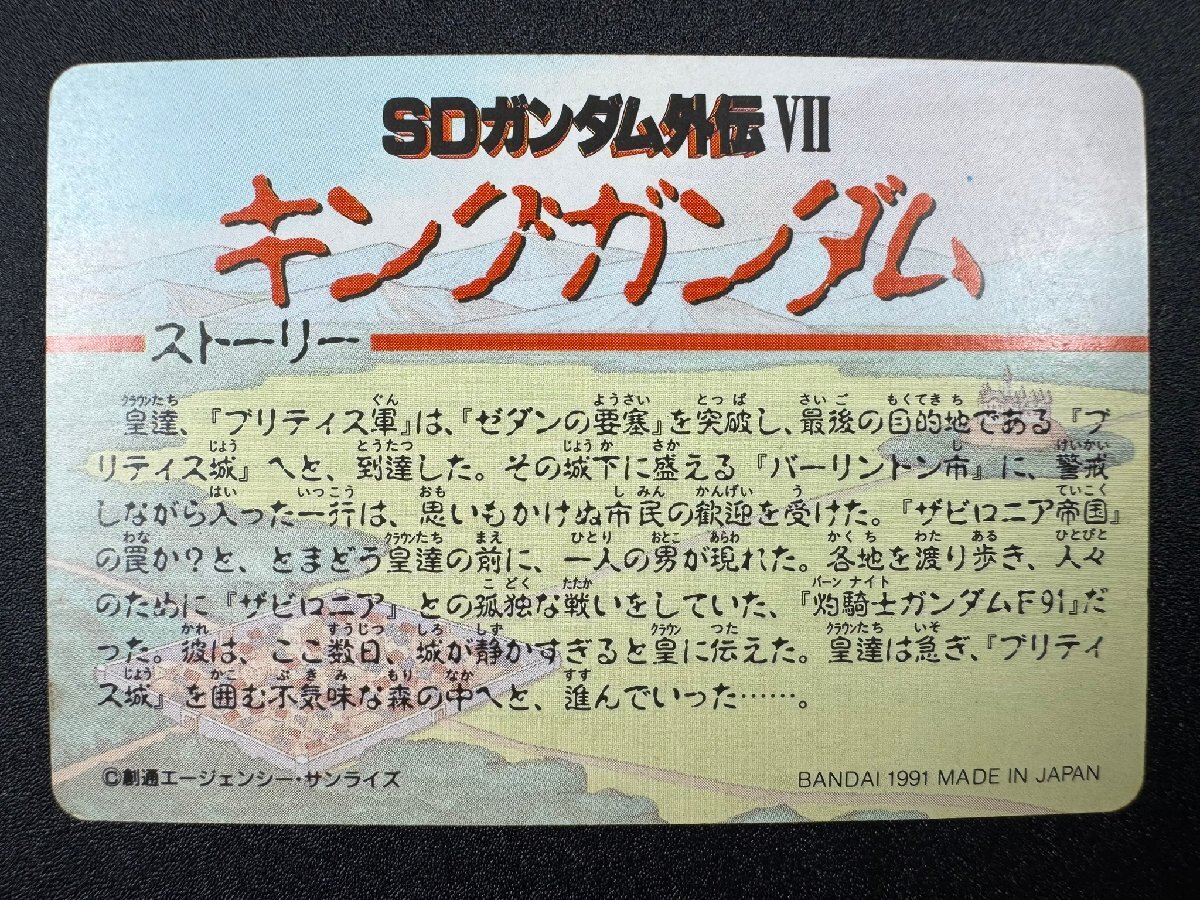 SDガンダム外伝 VII
キングガンダム
ストーリー
皇達、『ブリティス軍』は、『ゼダンの要塞』を突破し、最後の目的地である『ブ
リティス城』へと、到達した。その城下に盛える『バーリントン市』に、警戒
しながら入った一行は、思いもかけぬ市民の歓迎を受けた。『ザビロニア帝国』
の罠か?と、とまどう皇達の前に、一人の男が現れた。各地を渡り歩き、人々
のために『ザビロニア』との孤独な戦いをしていた、『灼騎士ガンダムF91』だ
った。彼は、ここ数日、城が静かすぎると皇に伝えた。皇達は急ぎ、『ブリティ
ス城』を囲む不気味な森の中へと、進んでいった……。
©創通エージェンシー・サンライズ
BANDAI 1991 MADE IN JAPAN